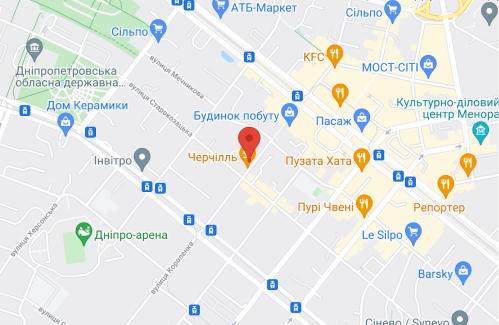 АТБ-Маркет
Сільпо
Сільпо
KFC
МОСТ-СІТІ
Дніпропетровська
обласна державна...
вулиця Мечникова
Дім Керамики
вулиця Старокозацька
Будинок побуту
Пасаж
Культурно-діловий
центр Менора
Інвітро
Черчілль
Пузата Хата
вулиця Херсонська
Пурі Чвені
Репортер
Дніпро-арена
Le Silpo
вулиця Короленка
Barsky
Сінево / Synevo